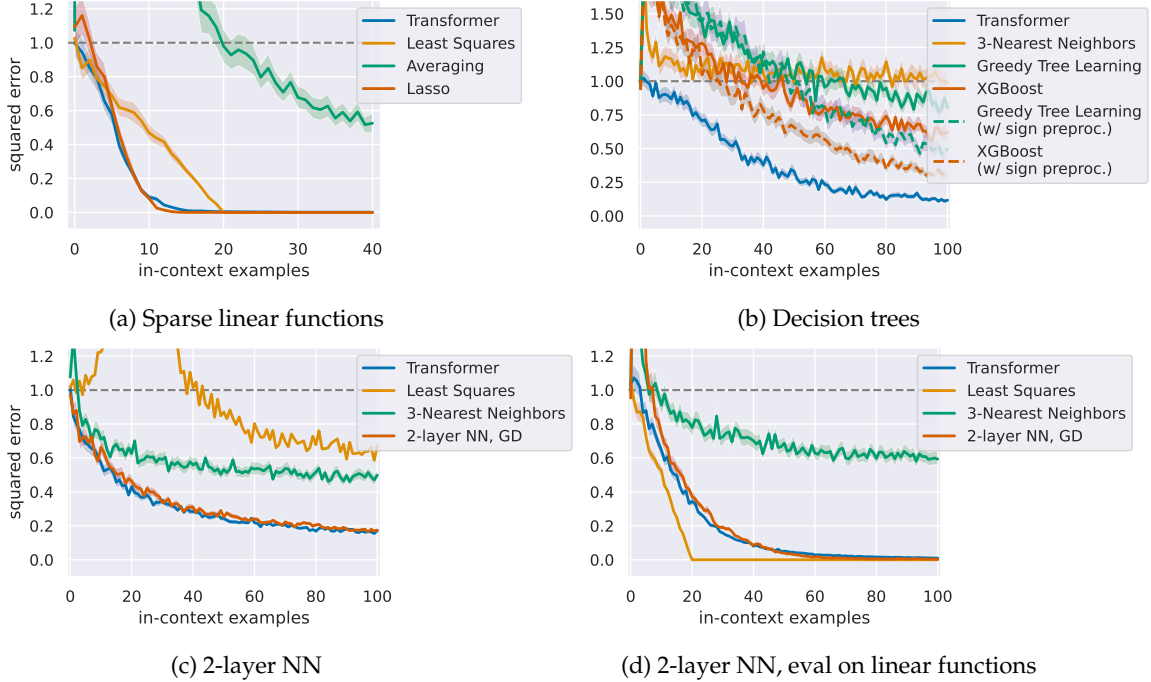 1.2
1.0
0.8
0.6
0.4
0.2
0.0
squared error
0
10
20
30
40
in-context examples
Transformer
Least Squares
Averaging
Lasso
(a) Sparse linear functions
1.50
1.25
1.00
0.75
0.50
0.25
0.00
0
20
40
60
80
100
in-context examples
Transformer
3-Nearest Neighbors
Greedy Tree Learning
XGBoost
Greedy Tree Learning
(w/ sign preproc.)
XGBoost
(w/ sign preproc.)
(b) Decision trees
1.2
1.0
0.8
0.6
0.4
0.2
0.0
squared error
0
20
40
60
80
100
in-context examples
Transformer
Least Squares
3-Nearest Neighbors
2-layer NN, GD
(c) 2-layer NN
1.2
1.0
0.8
0.6
0.4
0.2
0.0
0
20
40
60
80
100
in-context examples
Transformer
Least Squares
3-Nearest Neighbors
2-layer NN, GD
(d) 2-layer NN, eval on linear functions